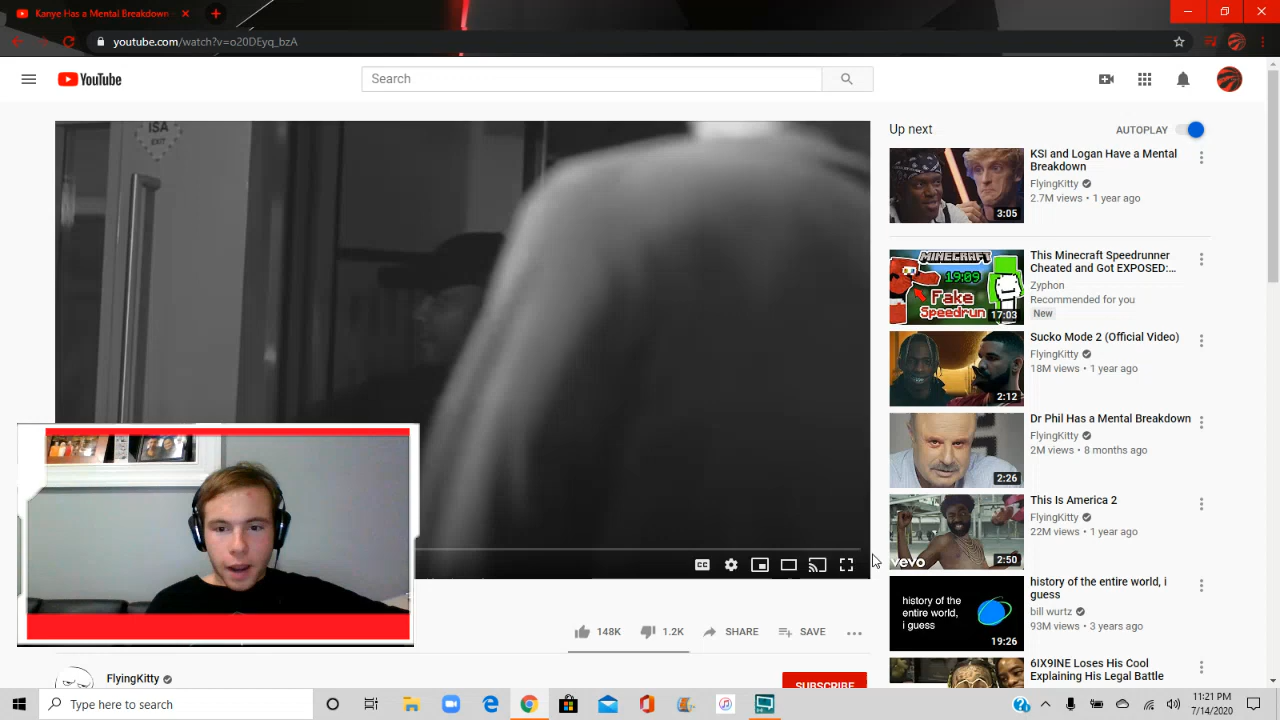 Kanye Has a Mental Breakdown
youtube.com/watch?v=o20DEyq_bzA
YouTube
Search
ISA
EXIT
Up next
AUTOPLAY
KSI and Logan Have a Mental
Breakdown
FlyingKitty
2.7M views • 1 year ago
3:05
MINECRAFT
19:09
Fake
Speedrun
17:03
This Minecraft Speedrunner
Cheated and Got EXPOSED:...
Zyphon
Recommended for you
New
Sucko Mode 2 (Official Video)
FlyingKitty
18M views • 1 year ago
2:12
Dr Phil Has a Mental Breakdown
FlyingKitty
2M views • 8 months ago
2:26
This Is America 2
FlyingKitty
22M views • 1 year ago
vevo
2:50
history of the
entire world,
i guess
19:26
history of the entire world, i
guess
bill wurtz
93M views • 3 years ago
6IX9INE Loses His Cool
Explaining His Legal Battle
CC
148K
1.2K
SHARE
SAVE
FlyingKitty
SUBSCRIBE
Type here to search
11:21 PM
7/14/2020